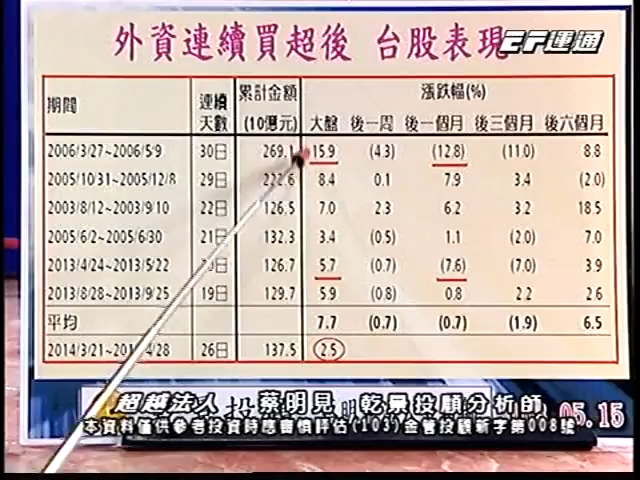 外資連續買超後 台股表現
EF運通
期間 連續天數 累計金額(10億元) 漲跌幅(%)
大盤 後一周 後一個月 後三個月 後六個月
2006/3/27~2006/5/9 30日 269.1 15.9 (4.3) (12.8) (11.0) 8.8
2005/10/31~2005/12/8 29日 222.6 8.4 0.1 7.9 3.4 (2.0)
2003/8/12~2003/9/10 22日 126.5 7.0 2.3 6.2 3.2 18.5
2005/6/2~2005/6/30 21日 132.3 3.4 (0.5) 1.1 (2.0) 7.0
2013/4/24~2013/5/22 0日 126.7 5.7 (0.7) (7.6) (7.0) 3.9
2013/8/28~2013/9/25 19日 129.7 5.9 (0.8) 0.8 2.2 2.6
平均 7.7 (0.7) (0.7) (1.9) 6.5
2014/3/21~201 4/28 26日 137.5 2.5
超越法人 蔡明見 乾景投顧分析師
05.15
本資料僅供參考投資時應審慎評估(103)金管投顧新字第008號